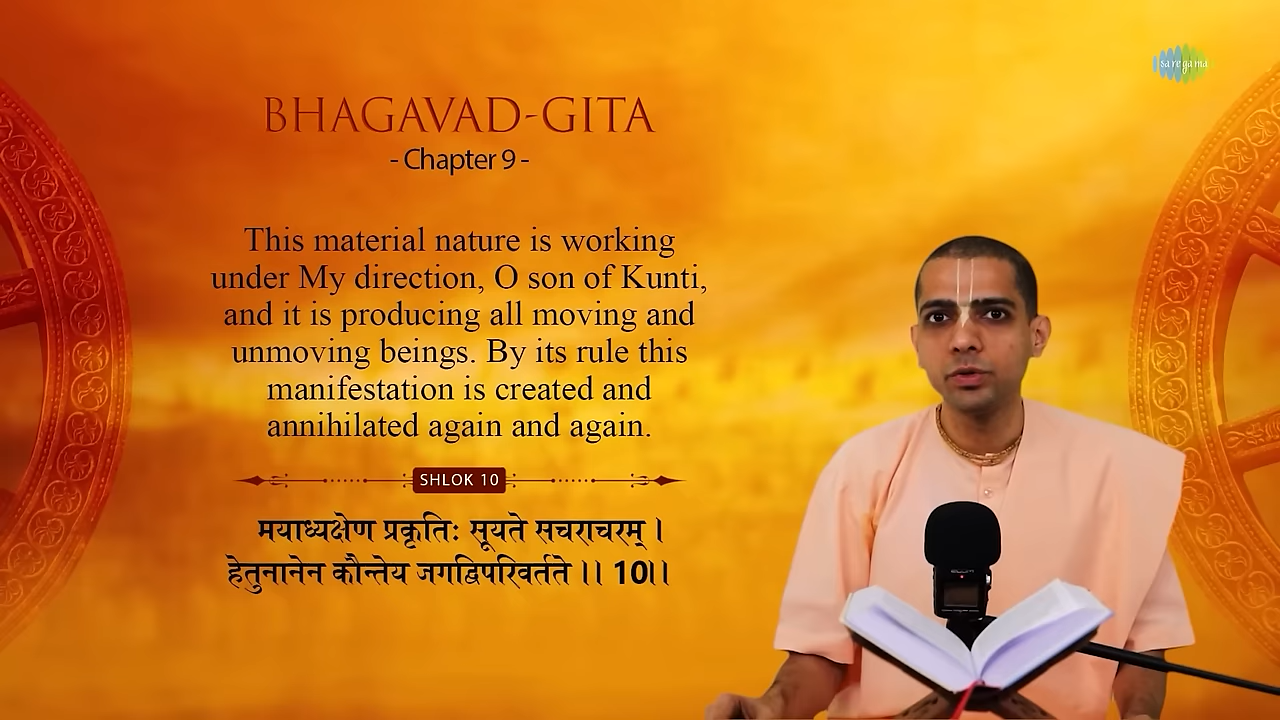 saregama
BHAGAVAD-GITA
- Chapter 9 -
This material nature is working
under My direction, O son of Kunti,
and it is producing all moving and
unmoving beings. By its rule this
manifestation is created and
annihilated again and again.
SHLOK 10
मयाध्यक्षेण प्रकृतिः सूयते सचराचरम् ।
हेतुनानेन कौन्तेय जगद्विपरिवर्तते ।। 10।।